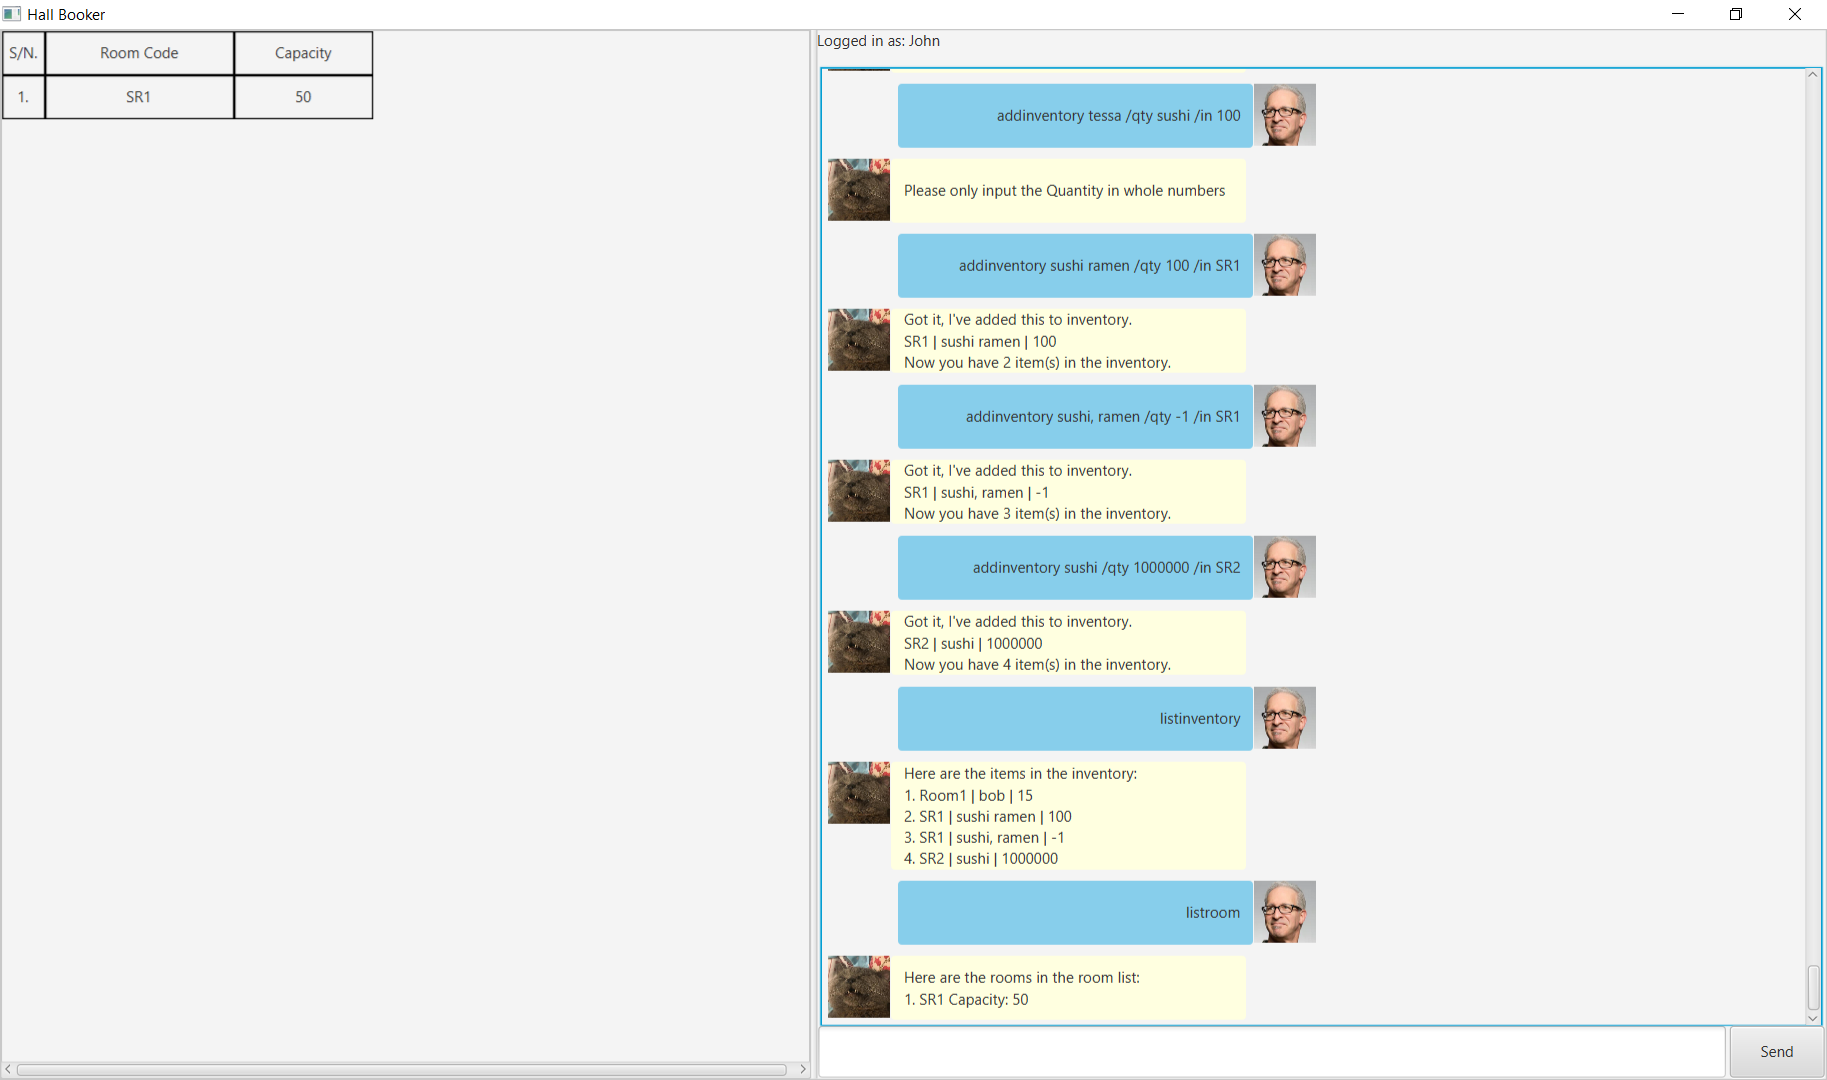 Hall Booker
S/N. Room Code Capacity
1. SR1 50
Logged in as: John
addinventory tessa /qty sushi /in 100
Please only input the Quantity in whole numbers
addinventory sushi ramen /qty 100 /in SR1
Got it, I've added this to inventory.
SR1 | sushi ramen | 100
Now you have 2 item(s) in the inventory.
addinventory sushi, ramen /qty -1 /in SR1
Got it, I've added this to inventory.
SR1 | sushi, ramen | -1
Now you have 3 item(s) in the inventory.
addinventory sushi /qty 1000000 /in SR2
Got it, I've added this to inventory.
SR2 | sushi | 1000000
Now you have 4 item(s) in the inventory.
listinventory
Here are the items in the inventory:
1. Room1 | bob | 15
2. SR1 | sushi ramen | 100
3. SR1 | sushi, ramen | -1
4. SR2 | sushi | 1000000
listroom
Here are the rooms in the room list:
1. SR1 Capacity: 50
Send